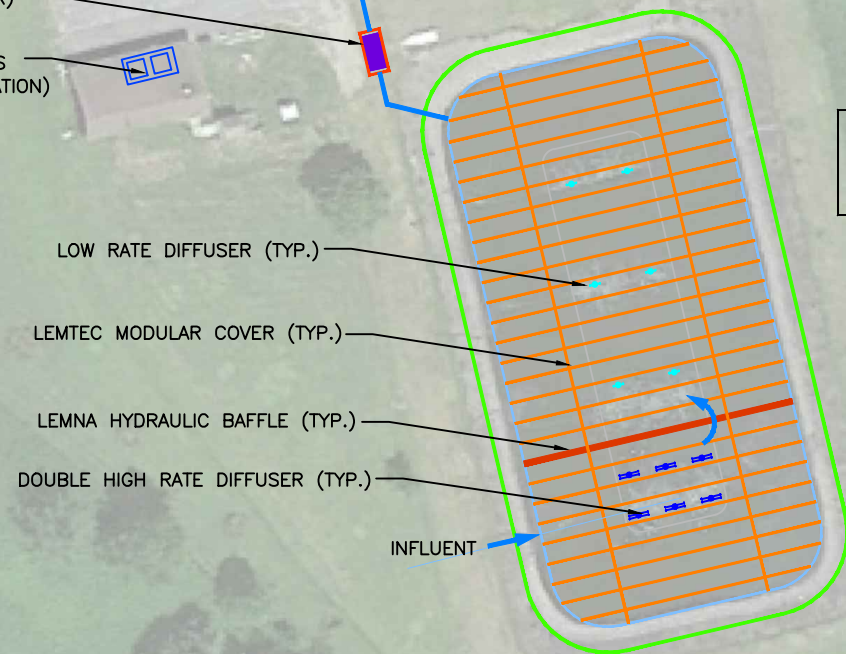 LOW RATE DIFFUSER (TYP.)
LEMTEC MODULAR COVER (TYP.)
LEMNA HYDRAULIC BAFFLE (TYP.)
DOUBLE HIGH RATE DIFFUSER (TYP.)
INFLUENT